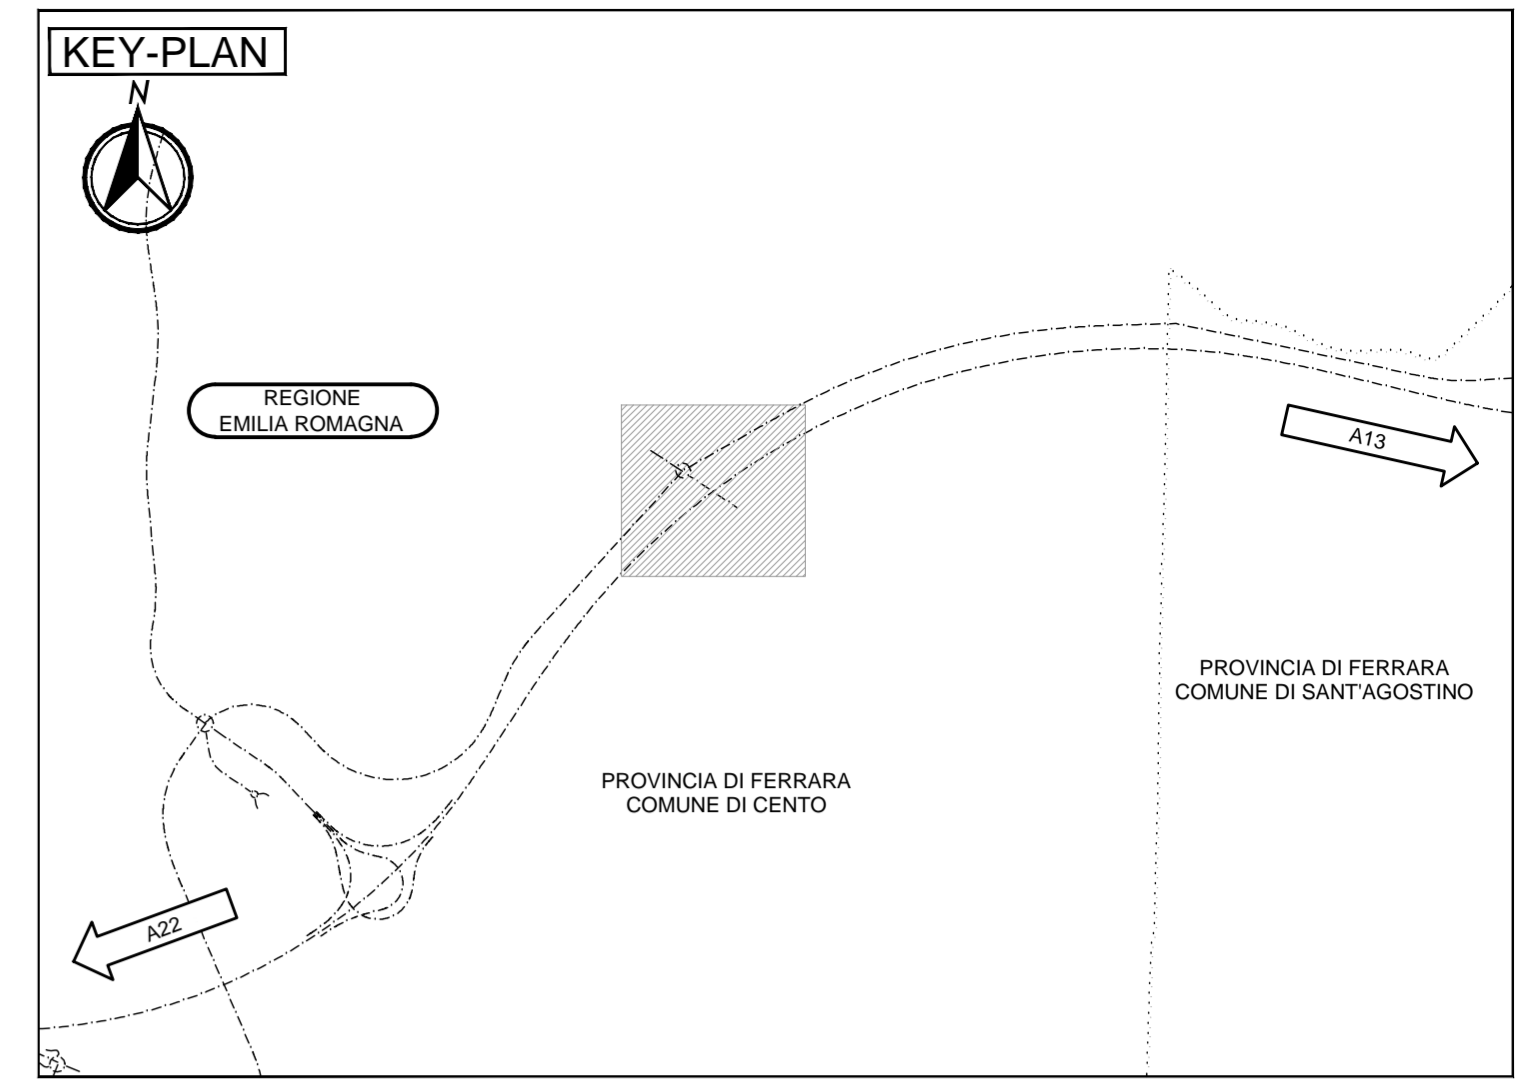 KEY-PLAN
N
REGIONE
EMILIA ROMAGNA
A13
PROVINCIA DI FERRARA
COMUNE DI SANT'AGOSTINO
PROVINCIA DI FERRARA
COMUNE DI CENTO
A22